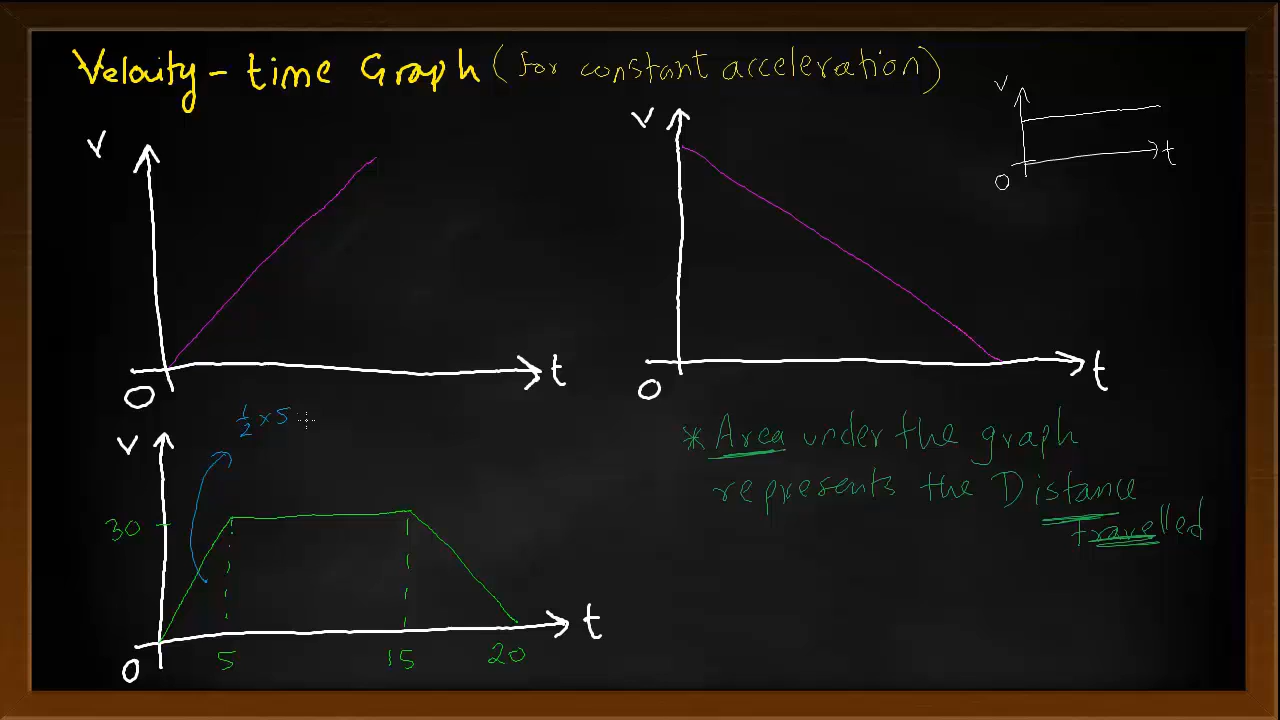 Velocity - time Graph (for constant acceleration)
v
t
0
v
t
0
v
t
0
1/2 × 5
v
30
0
5
15
20
t
* Area under the graph
represents the Distance
travelled